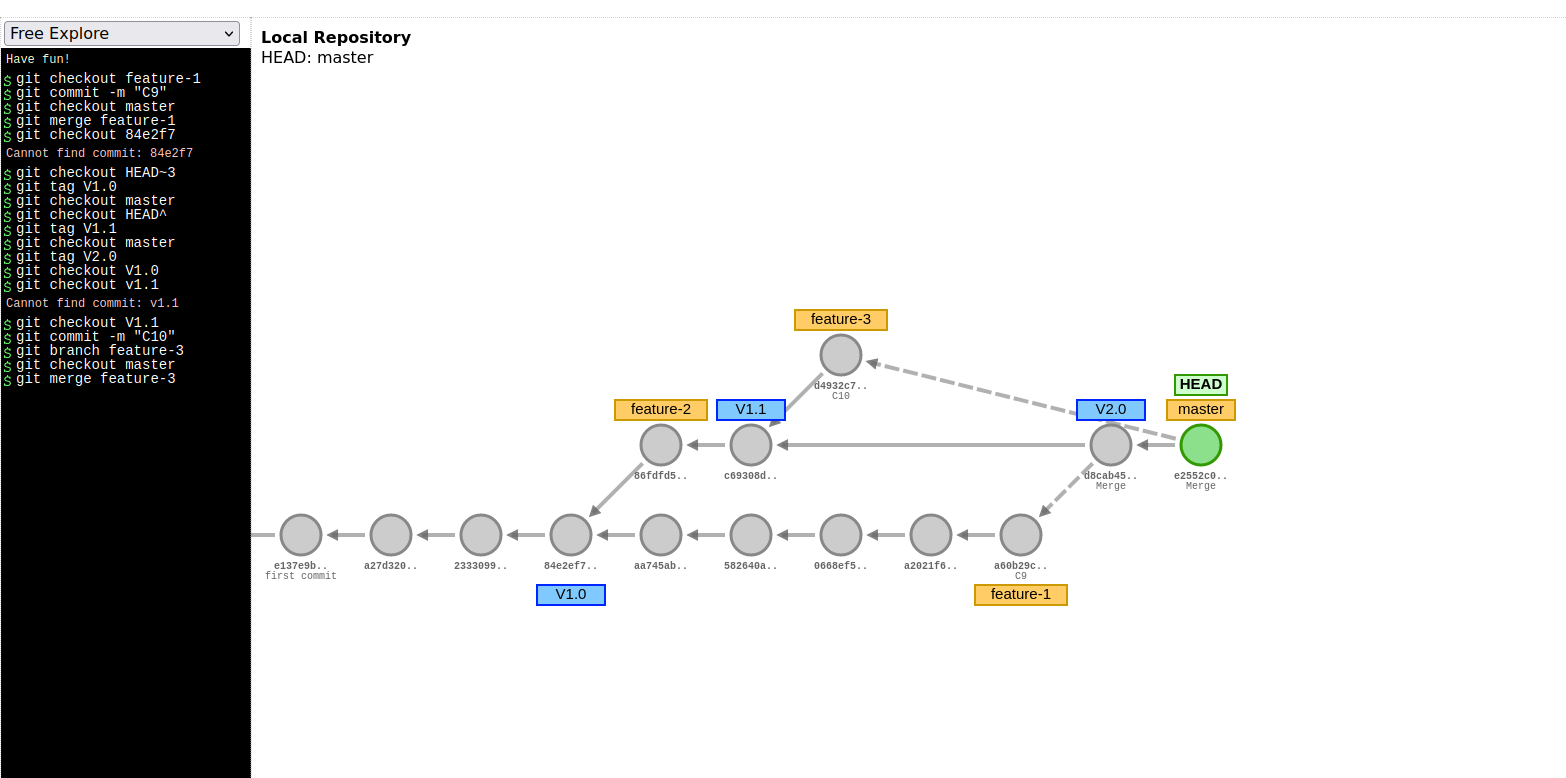 Free Explore
Have fun!
$ git checkout feature-1
$ git commit -m "C9"
$ git checkout master
$ git merge feature-1
$ git checkout 84e2f7
Cannot find commit: 84e2f7
$ git checkout HEAD~3
$ git tag V1.0
$ git checkout master
$ git checkout HEAD^
$ git tag V1.1
$ git checkout master
$ git tag V2.0
$ git checkout V1.0
$ git checkout v1.1
Cannot find commit: v1.1
$ git checkout V1.1
$ git commit -m "C10"
$ git branch feature-3
$ git checkout master
$ git merge feature-3
Local Repository
HEAD: master
feature-3
d4932c7..
C10
HEAD
feature-2
V1.1
V2.0
master
86fdfd5..
c69308d..
d8cab45..
Merge
e2552c0..
Merge
e137e9b..
first commit
a27d320..
2333099..
84e2ef7..
aa745ab..
582640a..
0668ef5..
a2021f6..
a60b29c..
C9
V1.0
feature-1